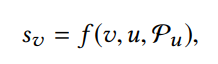 s_v = f(v, u, 𝒫_u),